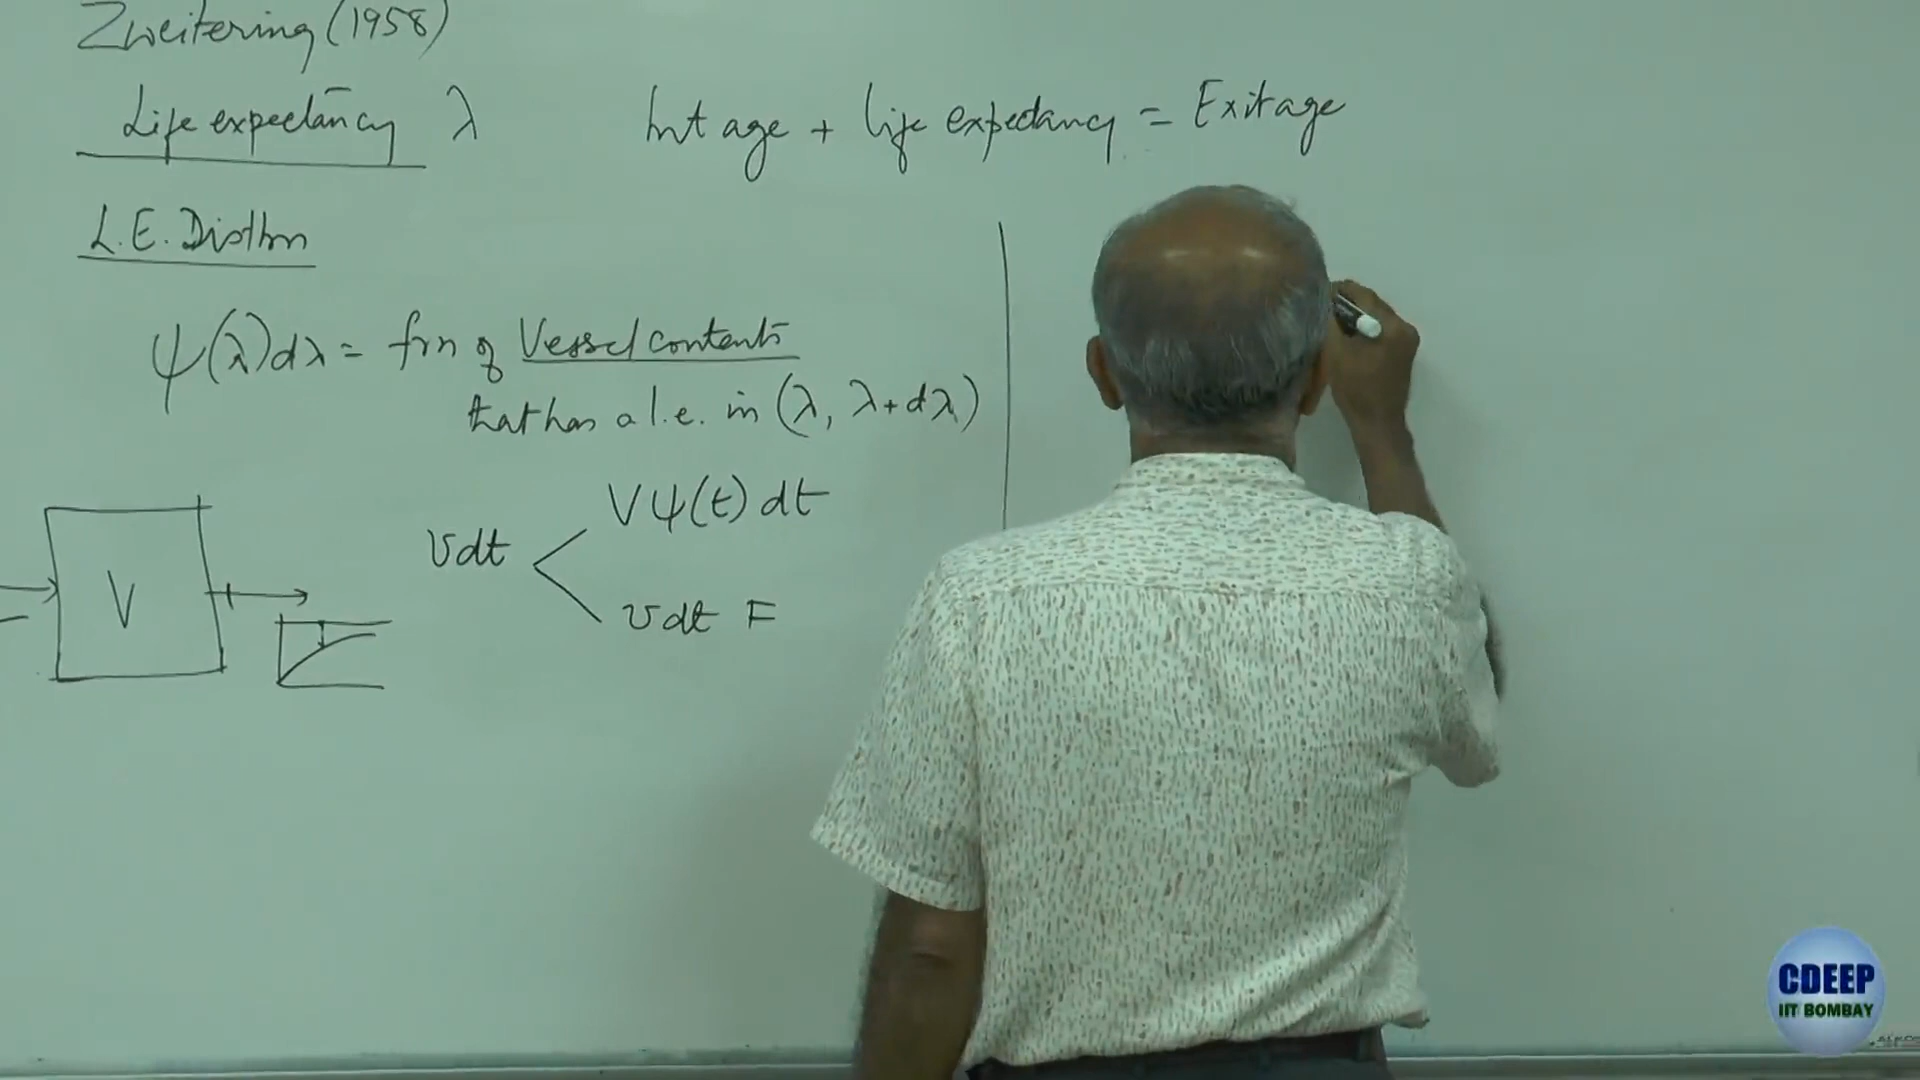 Zweitering (1958)
Life expectancy λ
Int age + life expectancy = Exit age
L.E. Distbn
ψ(λ)dλ = frn of Vessel contents
that has a l.e. in (λ, λ+dλ)
Vψ(t) dt
vdt
V
vdt F
CDEEP
IIT BOMBAY